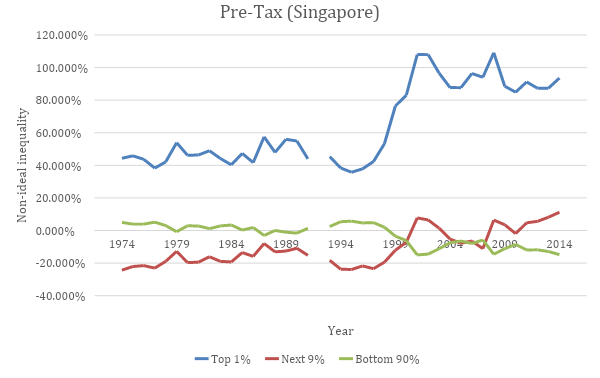 Pre-Tax (Singapore)
120.000%
100.000%
80.000%
60.000%
40.000%
20.000%
0.000%
-20.000%
-40.000%
Non-ideal inequality
1974 1979 1984 1989 1994 1999 2004 2009 2014
Year
Top 1% Next 9% Bottom 90%